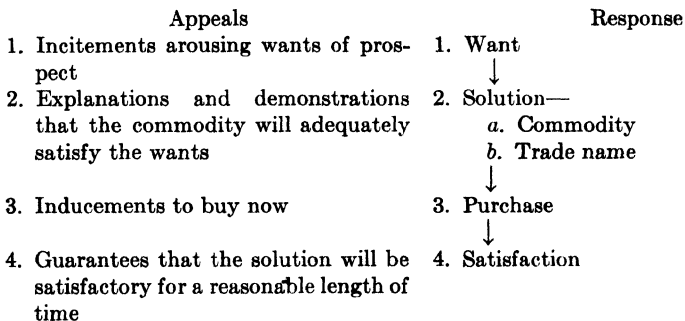 Appeals Response
1. Incitements arousing wants of pros- 1. Want
pect
2. Explanations and demonstrations 2. Solution—
that the commodity will adequately a. Commodity
satisfy the wants b. Trade name
3. Inducements to buy now 3. Purchase
4. Guarantees that the solution will be 4. Satisfaction
satisfactory for a reasonable length of
time